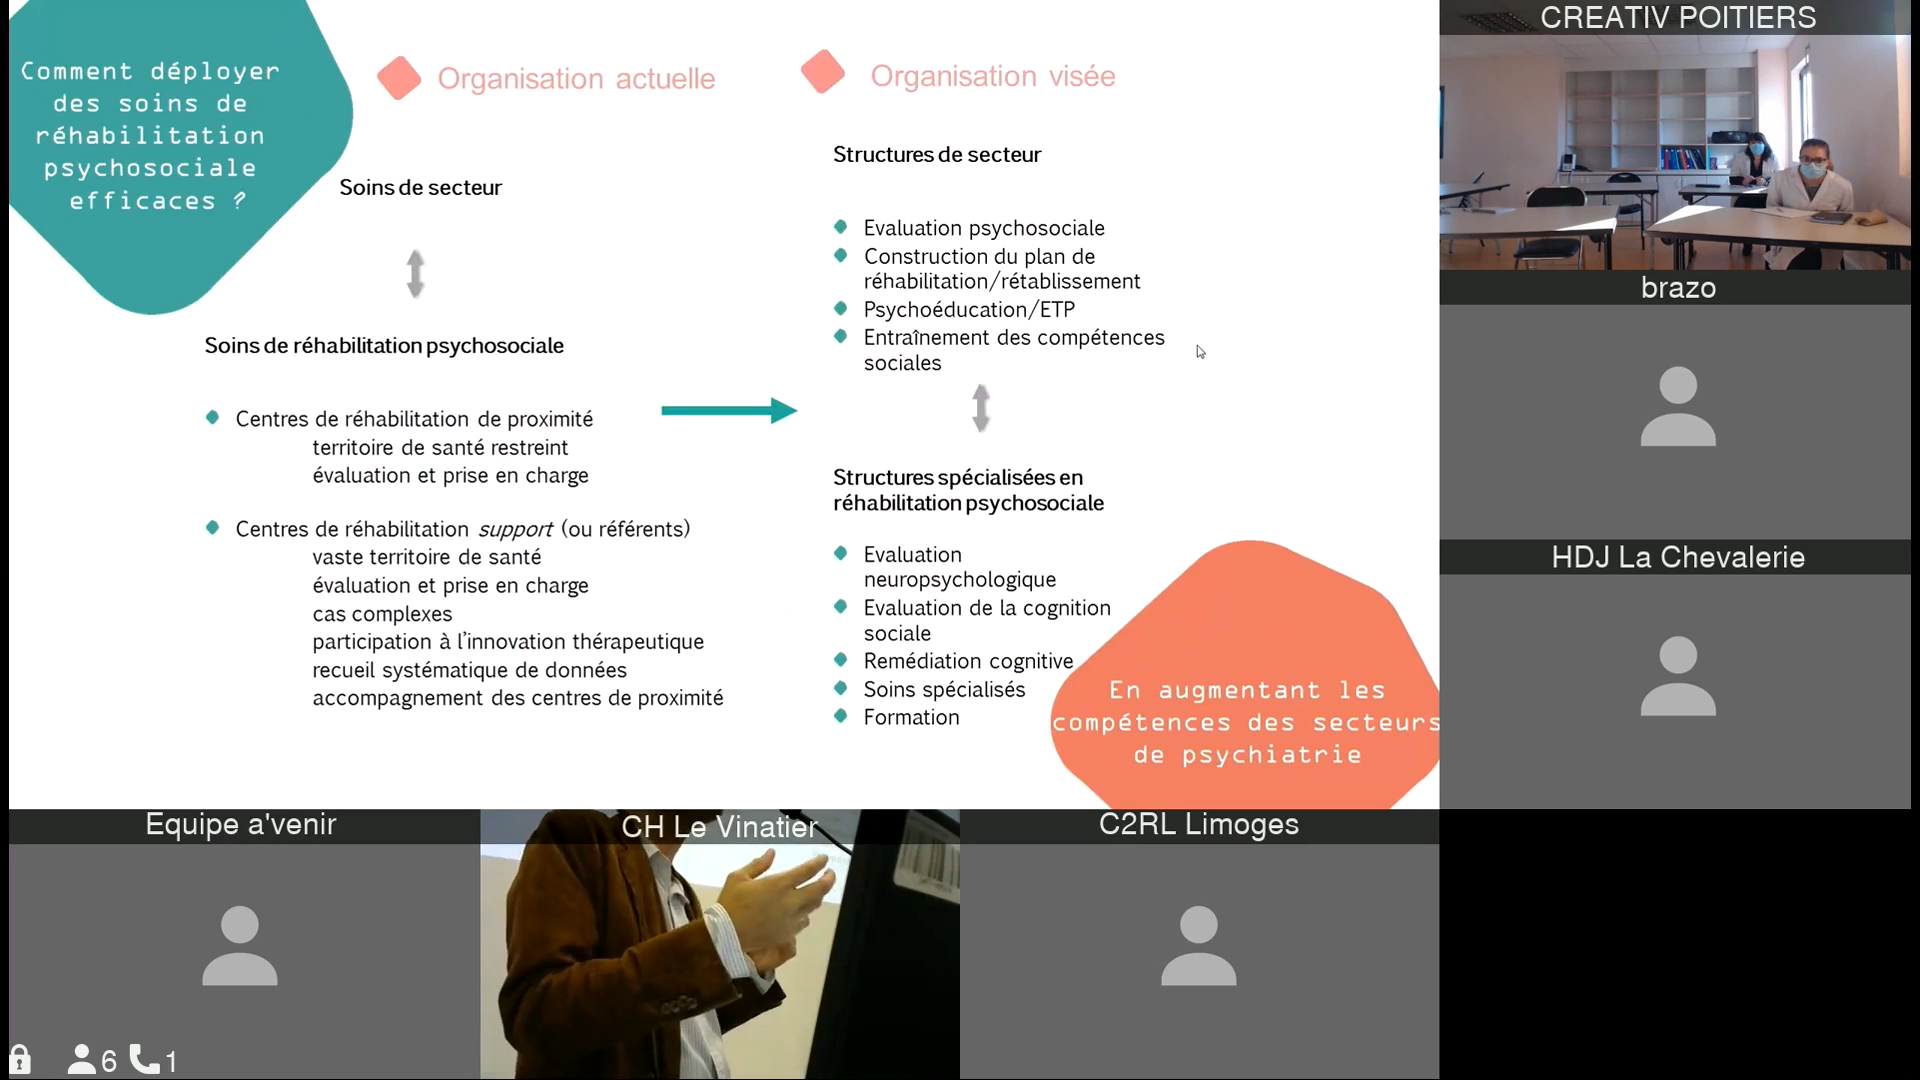 Comment déployer
des soins de
réhabilitation
psychosociale
efficaces ?
Organisation actuelle
Soins de secteur
Soins de réhabilitation psychosociale
Centres de réhabilitation de proximité
territoire de santé restreint
évaluation et prise en charge
Centres de réhabilitation support (ou référents)
vaste territoire de santé
évaluation et prise en charge
cas complexes
participation à l'innovation thérapeutique
recueil systématique de données
accompagnement des centres de proximité
Organisation visée
Structures de secteur
Evaluation psychosociale
Construction du plan de
réhabilitation/rétablissement
Psychoéducation/ETP
Entraînement des compétences
sociales
Structures spécialisées en
réhabilitation psychosociale
Evaluation
neuropsychologique
Evaluation de la cognition
sociale
Remédiation cognitive
Soins spécialisés
Formation
En augmentant les
compétences des secteurs
de psychiatrie
CREATIV POITIERS
brazo
HDJ La Chevalerie
Equipe a'venir
CH Le Vinatier
C2RL Limoges
6 1